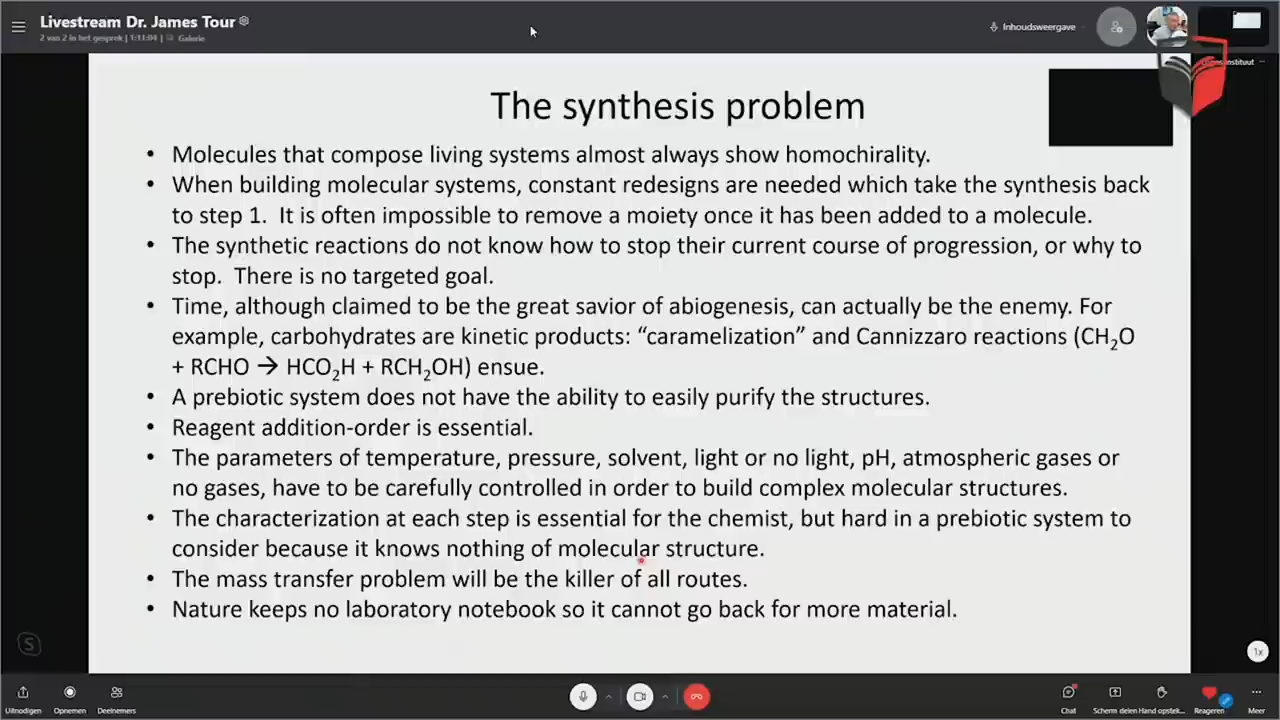 Livestream Dr. James Tour
2 van 2 in het gesprek | 1:11:04 | Galerie
Inhoudsweergave
The synthesis problem
• Molecules that compose living systems almost always show homochirality.
• When building molecular systems, constant redesigns are needed which take the synthesis back
to step 1. It is often impossible to remove a moiety once it has been added to a molecule.
• The synthetic reactions do not know how to stop their current course of progression, or why to
stop. There is no targeted goal.
• Time, although claimed to be the great savior of abiogenesis, can actually be the enemy. For
example, carbohydrates are kinetic products: “caramelization” and Cannizzaro reactions (CH₂O
+ RCHO → HCO₂H + RCH₂OH) ensue.
• A prebiotic system does not have the ability to easily purify the structures.
• Reagent addition-order is essential.
• The parameters of temperature, pressure, solvent, light or no light, pH, atmospheric gases or
no gases, have to be carefully controlled in order to build complex molecular structures.
• The characterization at each step is essential for the chemist, but hard in a prebiotic system to
consider because it knows nothing of molecular structure.
• The mass transfer problem will be the killer of all routes.
• Nature keeps no laboratory notebook so it cannot go back for more material.
1x
Uitnodigen
Opnemen
Deelnemers
Chat
Scherm delen
Hand opstek...
Reageren
Meer